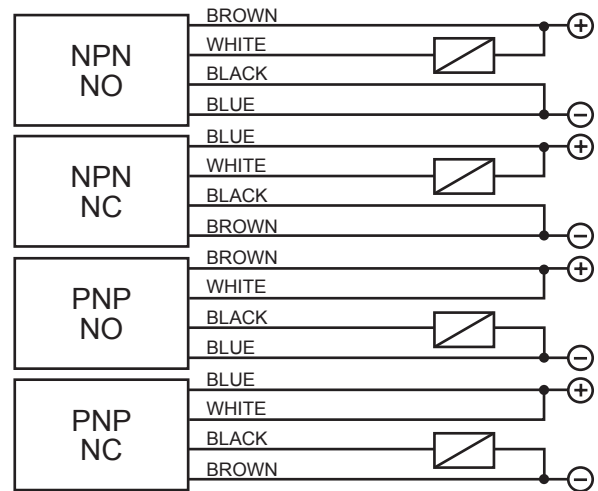 NPN
NO
BROWN
+
WHITE
BLACK
BLUE
−
NPN
NC
BLUE
+
WHITE
BLACK
BROWN
−
PNP
NO
BROWN
+
WHITE
BLACK
BLUE
−
PNP
NC
BLUE
+
WHITE
BLACK
BROWN
−